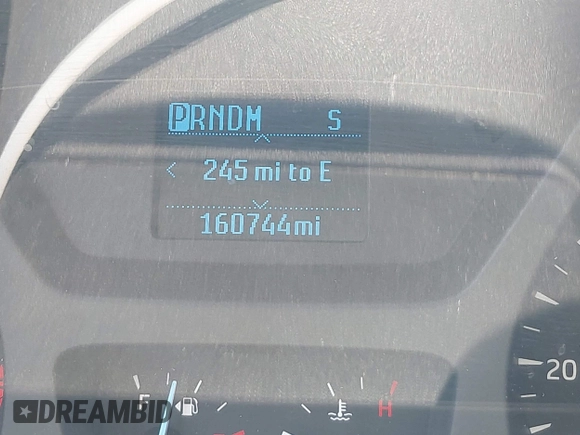 PRNDM S
< 245 mi to E
160744mi
20
E
H
DREAMBID